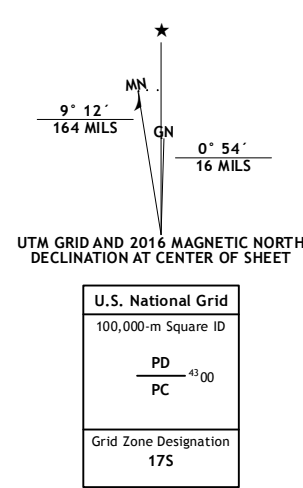 ★
MN
9° 12´
164 MILS
GN
0° 54´
16 MILS
UTM GRID AND 2016 MAGNETIC NORTH
DECLINATION AT CENTER OF SHEET
U.S. National Grid
100,000-m Square ID
PD
4300
PC
Grid Zone Designation
17S